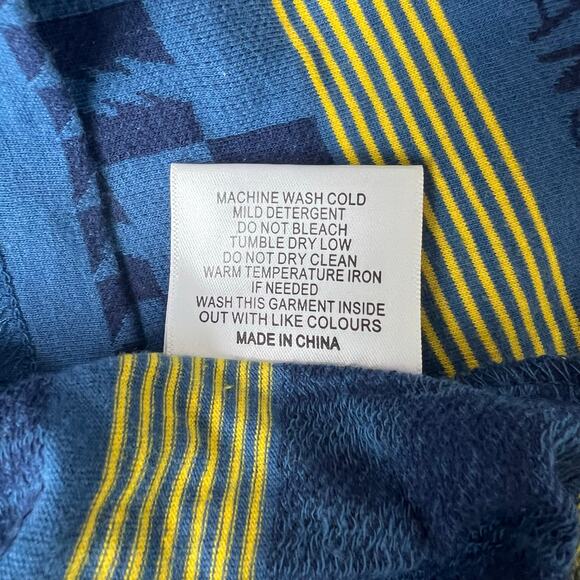 MACHINE WASH COLD
MILD DETERGENT
DO NOT BLEACH
TUMBLE DRY LOW
DO NOT DRY CLEAN
WARM TEMPERATURE IRON
IF NEEDED
WASH THIS GARMENT INSIDE
OUT WITH LIKE COLOURS
MADE IN CHINA